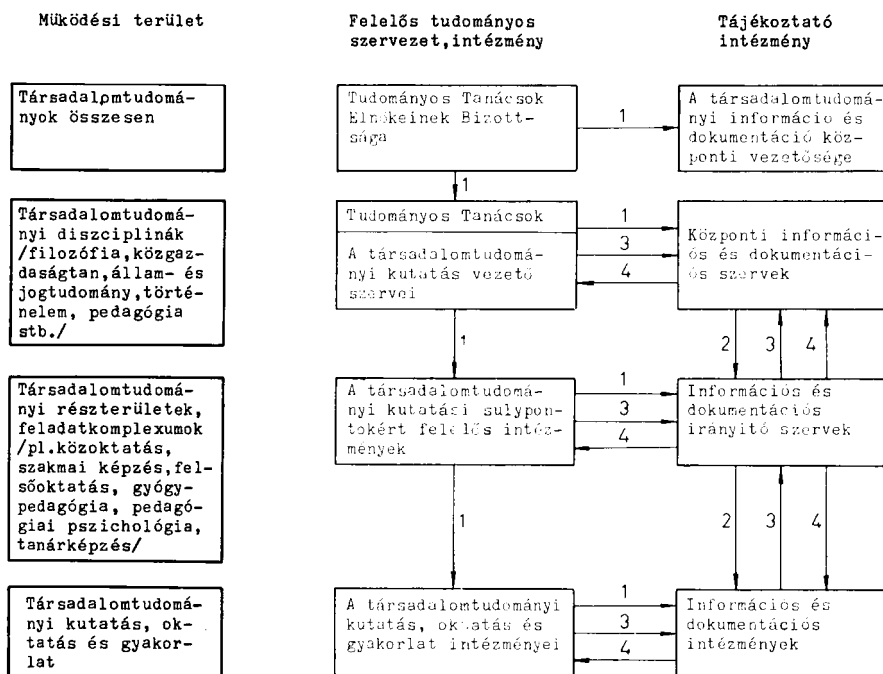 Müködési terület
Felelős tudományos
szervezet,intézmény
Tájékoztató
intézmény
Társadalomtudomá-
nyok összesen
Tudományos Tanácsok
Elnökeinek Bizott-
sága
1
A társadalomtudomá-
nyi információ és
dokumentáció köz-
ponti vezetősége
1
Társadalomtudomá-
nyi diszciplinák
/filozófia,közgaz-
daságtan,állam- és
jogtudomány,törté-
nelem, pedagógia
stb./
Tudományos Tanácsok
A társadalomtudomá-
nyi kutatás vezető
szervei
1
3
4
Központi informáci-
ós és dokumentáci-
ós szervek
1
2
3
4
Társadalomtudomá-
nyi részterületek,
feladatkomplexumok
/pl.közoktatás,
szakmai képzés,fel-
sőoktatás, gyógy-
pedagógia, pedagó-
giai pszichológia,
tanárképzés/
A társadalomtudomá-
nyi kutatási sulypon-
tokért felelős intéz-
mények
1
3
4
Információs és
dokumentációs
irányitó szervek
1
2
3
4
Társadalomtudomá-
nyi kutatás, ok-
tatás és gyakor-
lat
A társadalomtudományi
kutatás, oktatás és
gyakorlat intézményei
1
3
4
Információs és
dokumentációs
intézmények